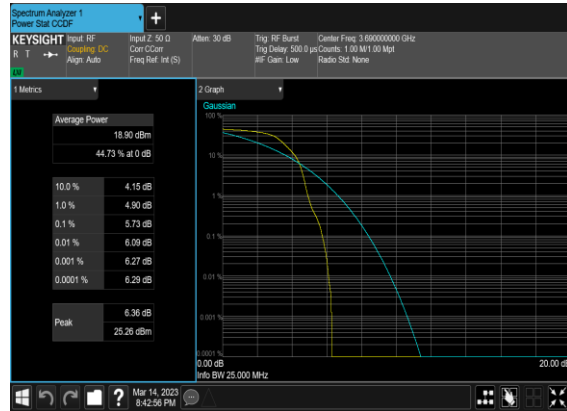 Spectrum Analyzer 1
Power Stat CCDF
KEYSIGHT
R T
LXI
Input: RF
Coupling: DC
Align: Auto
Input Z: 50 Ω
Corr CCorr
Freq Ref: Int (S)
Atten: 30 dB
Trig: RF Burst
Trig Delay: 500.0 µs
#IF Gain: Low
Center Freq: 3.690000000 GHz
Counts: 1.00 M/1.00 Mpt
Radio Std: None
1 Metrics
Average Power
18.90 dBm
44.73 % at 0 dB
10.0 % 4.15 dB
1.0 % 4.90 dB
0.1 % 5.73 dB
0.01 % 6.09 dB
0.001 % 6.27 dB
0.0001 % 6.29 dB
Peak
6.36 dB
25.26 dBm
2 Graph
Gaussian
100 %
10 %
1 %
0.1 %
0.01 %
0.001 %
0.0001 %
0.00 dB
20.00 dB
Info BW 25.000 MHz
?
Mar 14, 2023
8:42:56 PM